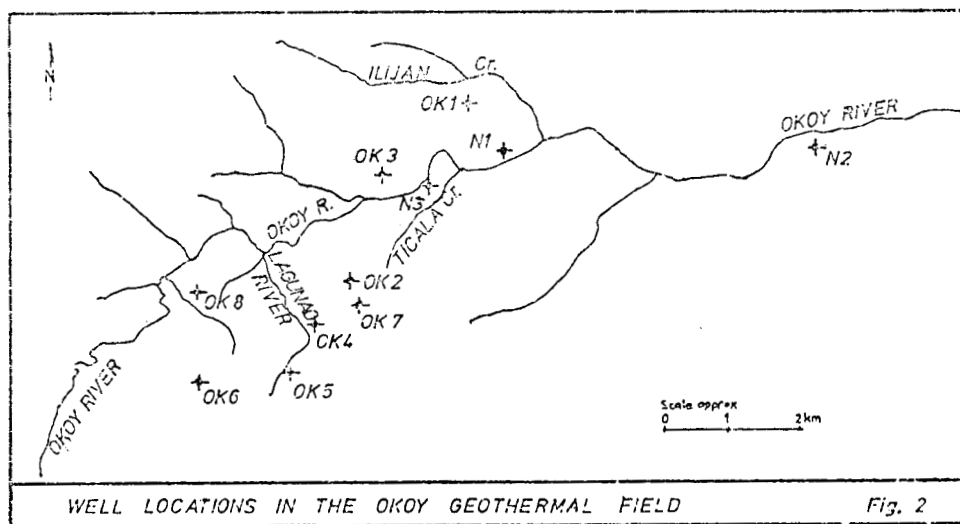 N
ILIJAN Cr.
OK1
N1
OKOY RIVER
N2
OK3
N3
TICALA Cr.
OKOY R.
LAGUNAO RIVER
OK2
OK7
OK8
OK4
OK5
OK6
OKOY RIVER
Scale approx
0 1 2km
WELL LOCATIONS IN THE OKOY GEOTHERMAL FIELD Fig. 2